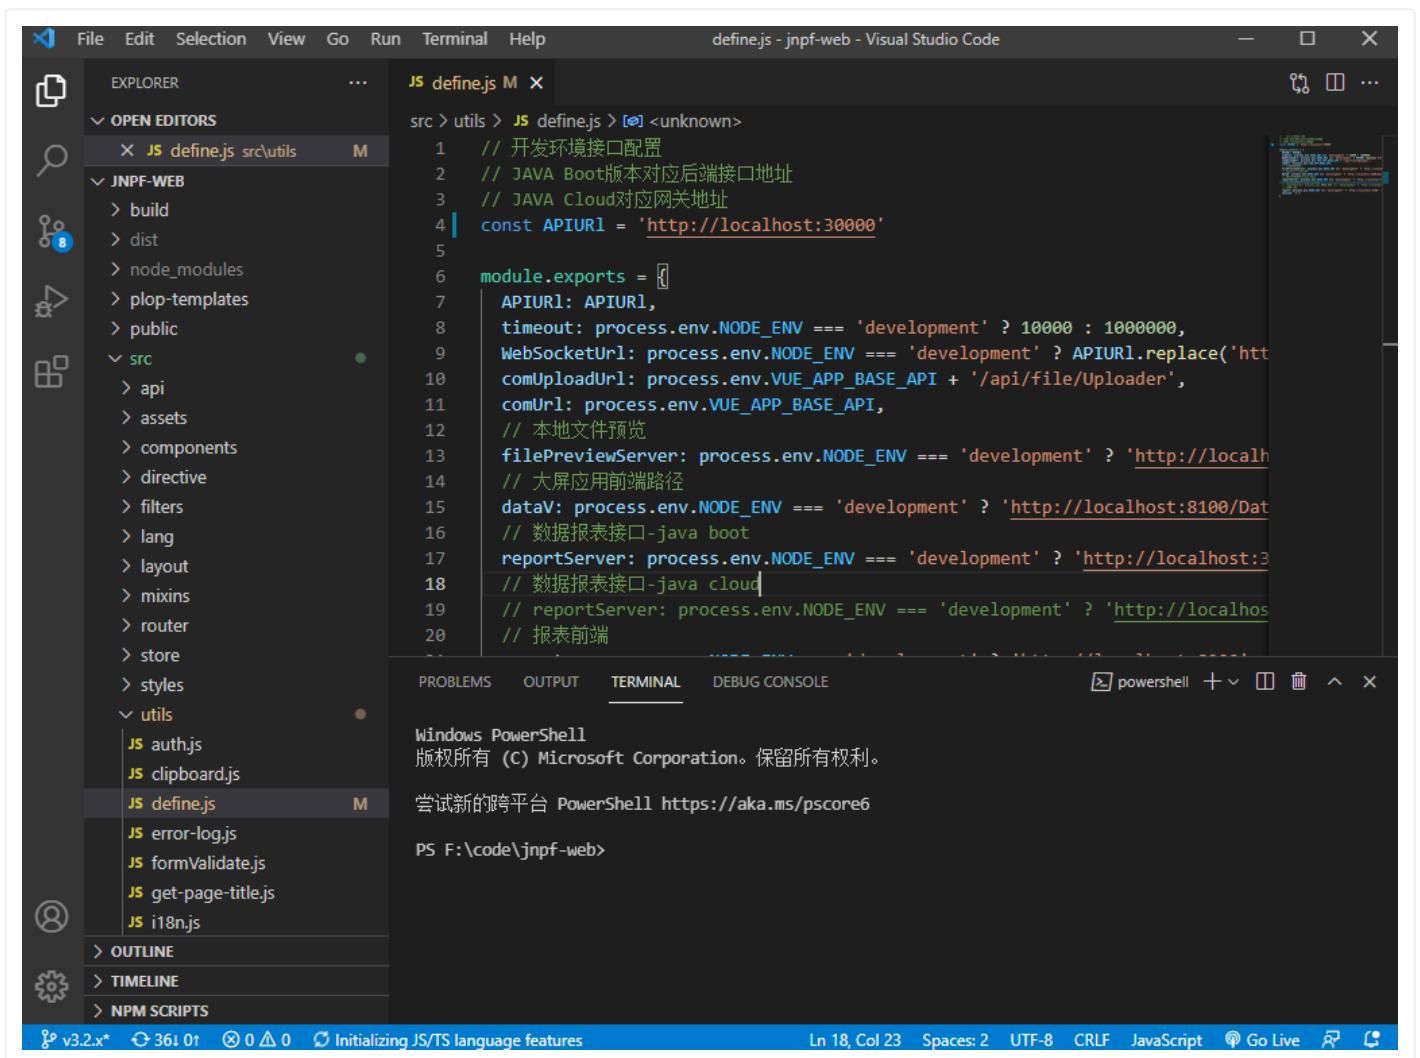 File Edit Selection View Go Run Terminal Help define.js - jnpf-web - Visual Studio Code
EXPLORER
OPEN EDITORS
JS define.js src\utils M
JNPF-WEB
build
dist
node_modules
plop-templates
public
src
api
assets
components
directive
filters
lang
layout
mixins
router
store
styles
utils
JS auth.js
JS clipboard.js
JS define.js M
JS error-log.js
JS formValidate.js
JS get-page-title.js
JS i18n.js
OUTLINE
TIMELINE
NPM SCRIPTS
8
JS define.js M
src > utils > JS define.js > <unknown>
1 // 开发环境接口配置
2 // JAVA Boot版本对应后端接口地址
3 // JAVA Cloud对应网关地址
4 const APIURl = 'http://localhost:30000'
5
6 module.exports = {
7 APIURl: APIURl,
8 timeout: process.env.NODE_ENV === 'development' ? 10000 : 1000000,
9 WebSocketUrl: process.env.NODE_ENV === 'development' ? APIURl.replace('htt
10 comUploadUrl: process.env.VUE_APP_BASE_API + '/api/file/Uploader',
11 comUrl: process.env.VUE_APP_BASE_API,
12 // 本地文件预览
13 filePreviewServer: process.env.NODE_ENV === 'development' ? 'http://localh
14 // 大屏应用前端路径
15 dataV: process.env.NODE_ENV === 'development' ? 'http://localhost:8100/Dat
16 // 数据报表接口-java boot
17 reportServer: process.env.NODE_ENV === 'development' ? 'http://localhost:3
18 // 数据报表接口-java cloud
19 // reportServer: process.env.NODE_ENV === 'development' ? 'http://localhos
20 // 报表前端
PROBLEMS OUTPUT TERMINAL DEBUG CONSOLE powershell
Windows PowerShell
版权所有 (C) Microsoft Corporation。保留所有权利。
尝试新的跨平台 PowerShell https://aka.ms/pscore6
PS F:\code\jnpf-web>
v3.2.x* 36↓ 0↑ 0 0 Initializing JS/TS language features Ln 18, Col 23 Spaces: 2 UTF-8 CRLF JavaScript Go Live